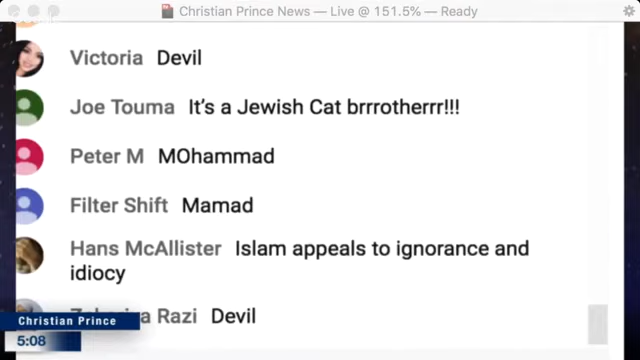 Christian Prince News — Live @ 151.5% — Ready
Victoria Devil
Joe Touma It's a Jewish Cat brrrotherrr!!!
Peter M MOhammad
Filter Shift Mamad
Hans McAllister Islam appeals to ignorance and
idiocy
Razi Devil
Christian Prince
5:08